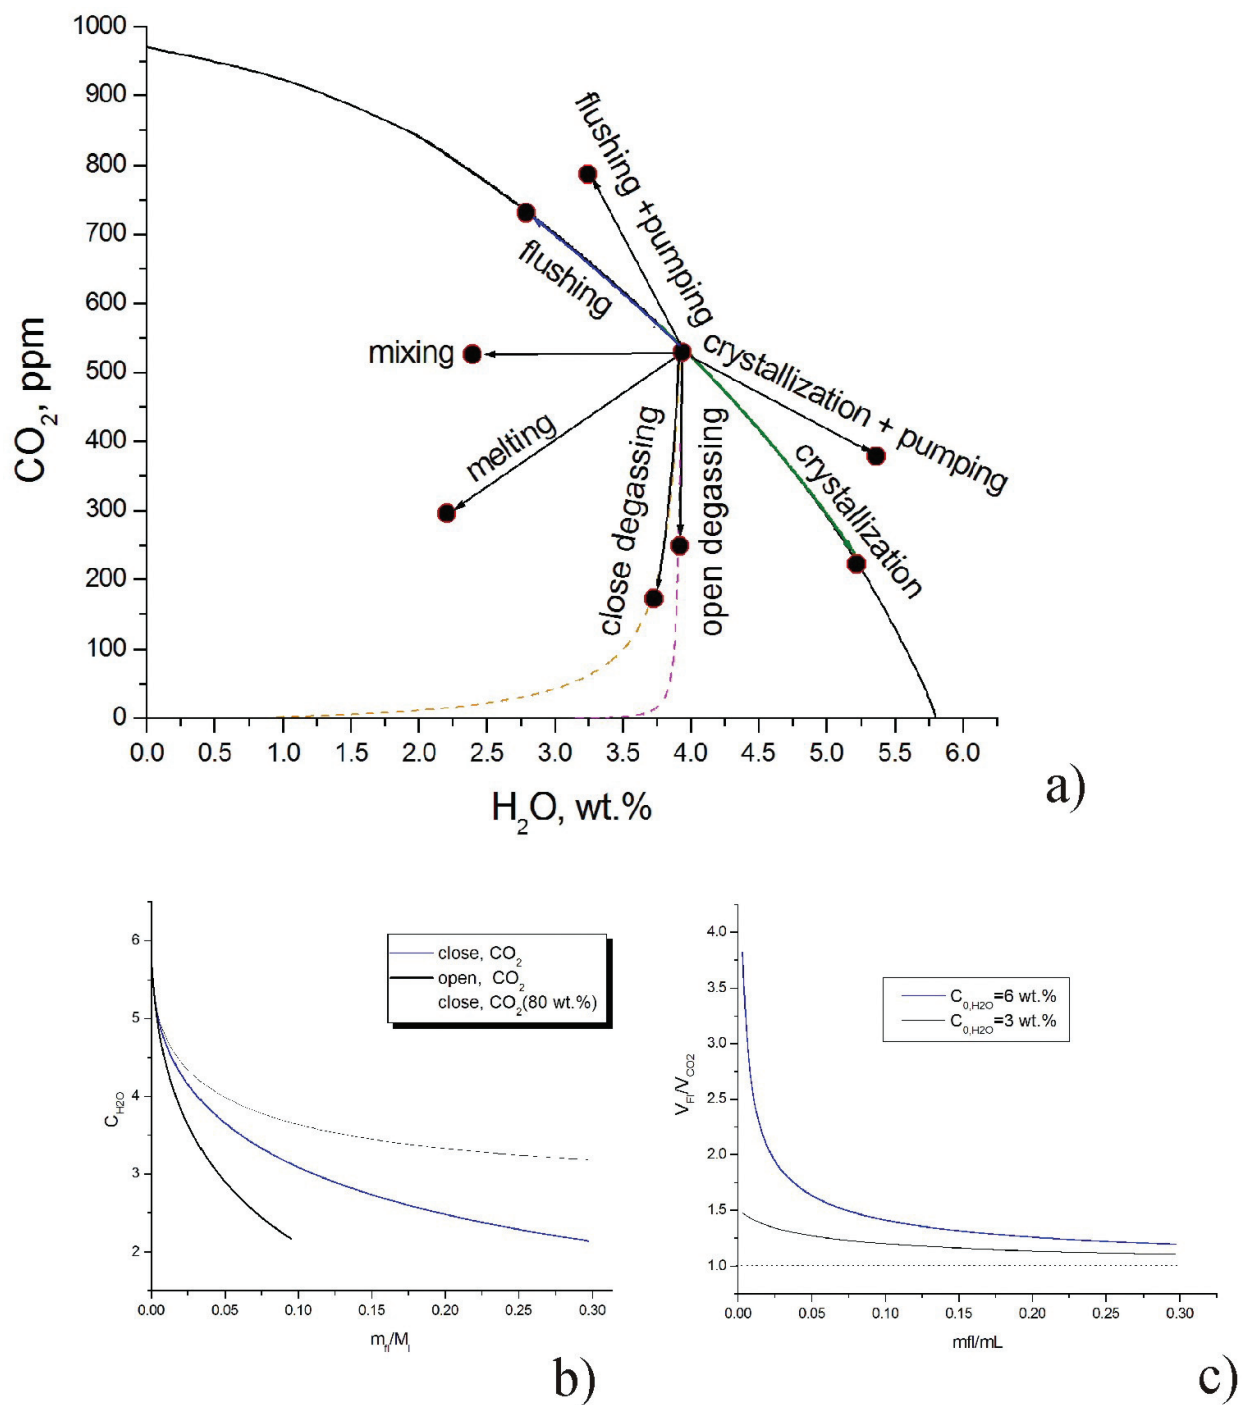 1000
900
800
700
600
500
400
300
200
100
0
CO2, ppm
flushing +pumping
flushing
mixing
melting
close degassing
open degassing
crystallization + pumping
crystallization
0.0 0.5 1.0 1.5 2.0 2.5 3.0 3.5 4.0 4.5 5.0 5.5 6.0
H2O, wt.%
a)
6
5
4
3
2
CH2O
close, CO2
open, CO2
close, CO2(80 wt.%)
0.00 0.05 0.10 0.15 0.20 0.25 0.30
mfl/Ml
b)
4.0
3.5
3.0
2.5
2.0
1.5
1.0
VFl/VCO2
C0,H2O=6 wt.%
C0,H2O=3 wt.%
0.00 0.05 0.10 0.15 0.20 0.25 0.30
mfl/mL
c)